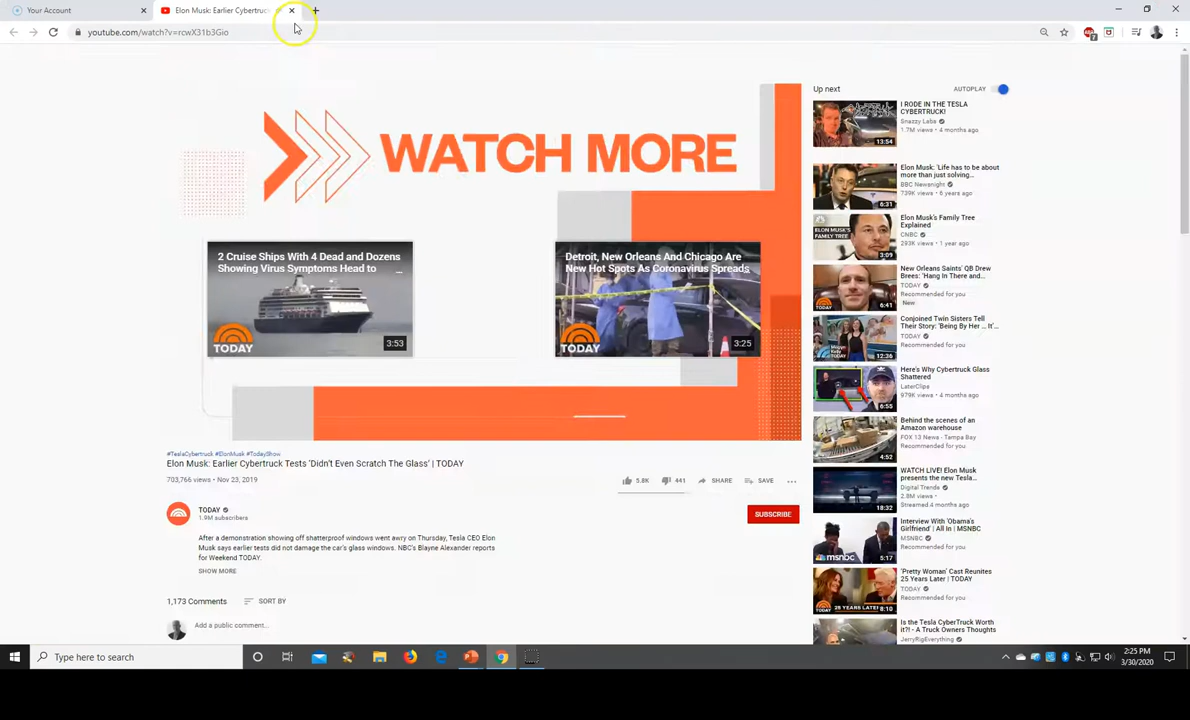 Your Account
Elon Musk: Earlier Cybertruck
youtube.com/watch?v=rcwX31b3Gio
7
WATCH MORE
2 Cruise Ships With 4 Dead and Dozens
Showing Virus Symptoms Head to ...
TODAY
3:53
Detroit, New Orleans And Chicago Are
New Hot Spots As Coronavirus Spreads
TODAY
3:25
#TeslaCybertruck #ElonMusk #TodayShow
Elon Musk: Earlier Cybertruck Tests 'Didn't Even Scratch The Glass' | TODAY
703,766 views • Nov 23, 2019
5.8K
441
SHARE
SAVE
TODAY
1.9M subscribers
SUBSCRIBE
After a demonstration showing off shatterproof windows went awry on Thursday, Tesla CEO Elon
Musk says earlier tests did not damage the car's glass windows. NBC's Blayne Alexander reports
for Weekend TODAY.
SHOW MORE
1,173 Comments
SORT BY
Add a public comment...
Up next
AUTOPLAY
I RODE IN THE TESLA
CYBERTRUCK!
Snazzy Labs
1.7M views • 4 months ago
13:54
Elon Musk: 'Life has to be about
more than just solving...
BBC Newsnight
739K views • 6 years ago
6:31
Elon Musk's Family Tree
Explained
CNBC
293K views • 1 year ago
ELON MUSK'S
FAMILY TREE
3:09
New Orleans Saints' QB Drew
Brees: 'Hang In There and...
TODAY
Recommended for you
New
6:41
Conjoined Twin Sisters Tell
Their Story: 'Being By Her ... It'...
TODAY
Recommended for you
12:36
Here's Why Cybertruck Glass
Shattered
LaterClips
979K views • 4 months ago
6:55
Behind the scenes of an
Amazon warehouse
FOX 13 News - Tampa Bay
Recommended for you
4:52
WATCH LIVE! Elon Musk
presents the new Tesla...
Digital Trends
2.8M views •
Streamed 4 months ago
18:32
Interview With 'Obama's
Girlfriend' | All In | MSNBC
MSNBC
Recommended for you
msnbc
5:17
'Pretty Woman' Cast Reunites
25 Years Later | TODAY
TODAY
Recommended for you
25 YEARS LATE!
8:10
Is the Tesla CyberTruck Worth
it?! - A Truck Owners Thoughts
JerryRigEverything
Type here to search
2:25 PM
3/30/2020